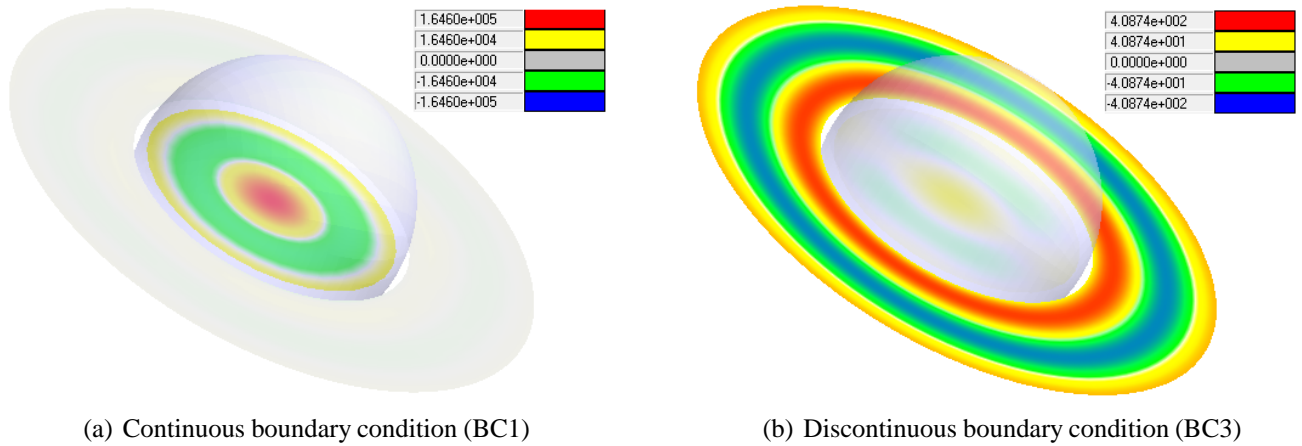 1.6460e+005
1.6460e+004
0.0000e+000
-1.6460e+004
-1.6460e+005
4.0874e+002
4.0874e+001
0.0000e+000
-4.0874e+001
-4.0874e+002
(a) Continuous boundary condition (BC1)
(b) Discontinuous boundary condition (BC3)